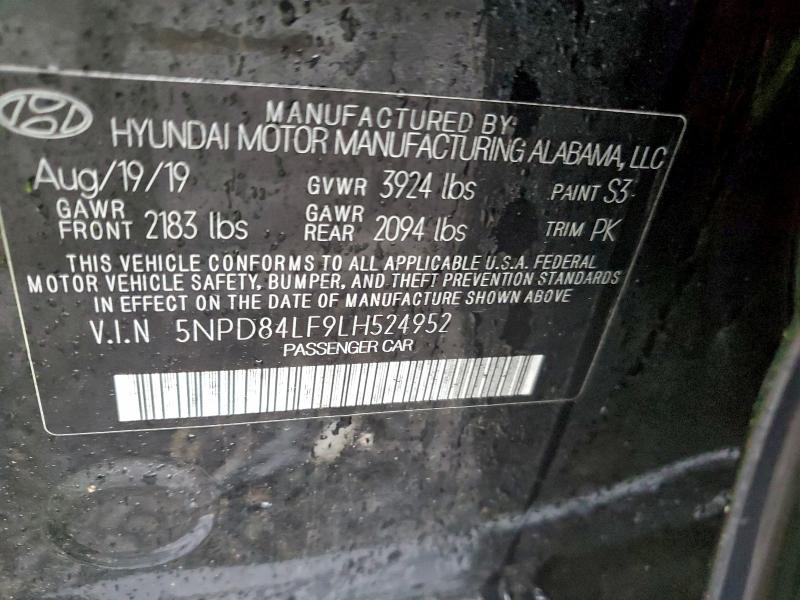 MANUFACTURED BY:
HYUNDAI MOTOR MANUFACTURING ALABAMA, LLC
Aug/19/19 GVWR 3924 lbs PAINT S3
GAWR FRONT 2183 lbs GAWR REAR 2094 lbs TRIM PK
THIS VEHICLE CONFORMS TO ALL APPLICABLE U.S.A. FEDERAL
MOTOR VEHICLE SAFETY, BUMPER, AND THEFT PREVENTION STANDARDS
IN EFFECT ON THE DATE OF MANUFACTURE SHOWN ABOVE
V.I.N 5NPD84LF9LH524952
PASSENGER CAR